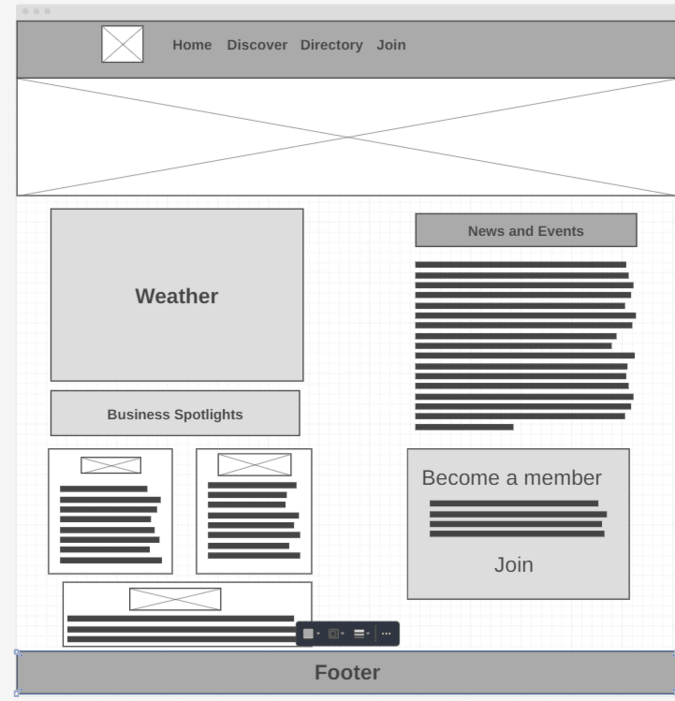 Home Discover Directory Join
Weather
News and Events
Business Spotlights
Become a member
Join
Footer